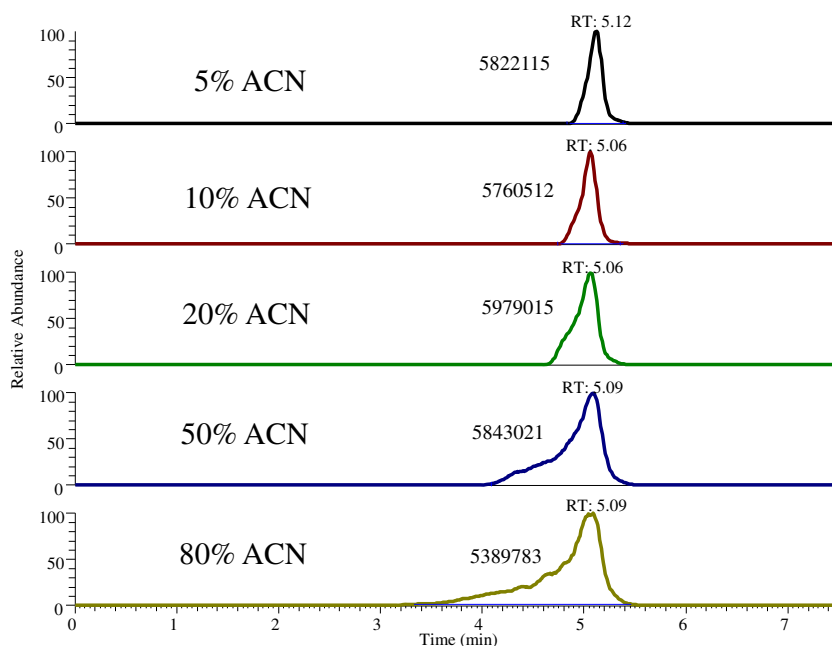 RT: 5.12
100
50
0
5822115
5% ACN
RT: 5.06
100
50
0
5760512
10% ACN
RT: 5.06
100
50
0
5979015
20% ACN
RT: 5.09
100
50
0
5843021
50% ACN
RT: 5.09
100
50
0
5389783
80% ACN
Relative Abundance
0 1 2 3 4 5 6 7
Time (min)